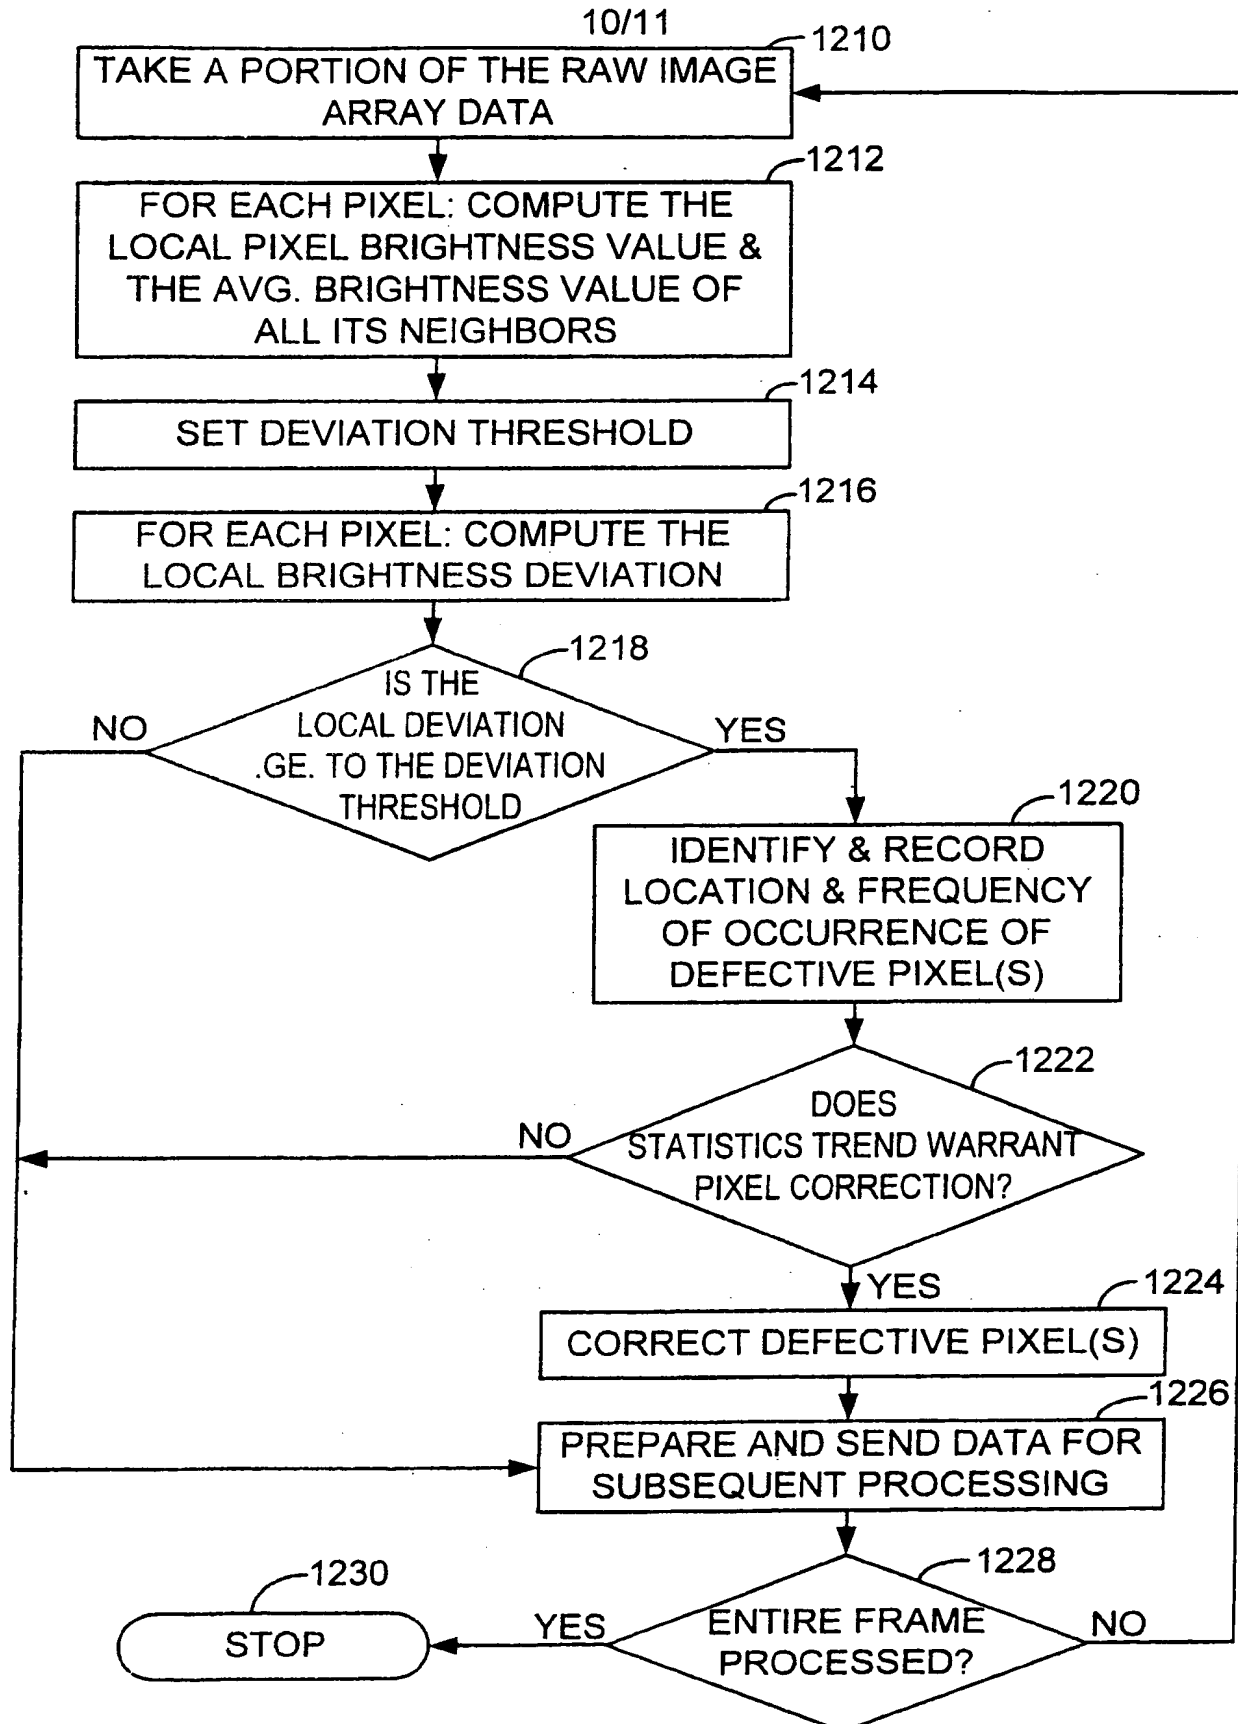 10/11
1210
TAKE A PORTION OF THE RAW IMAGE
ARRAY DATA
1212
FOR EACH PIXEL: COMPUTE THE
LOCAL PIXEL BRIGHTNESS VALUE &
THE AVG. BRIGHTNESS VALUE OF
ALL ITS NEIGHBORS
1214
SET DEVIATION THRESHOLD
1216
FOR EACH PIXEL: COMPUTE THE
LOCAL BRIGHTNESS DEVIATION
1218
IS THE
LOCAL DEVIATION
.GE. TO THE DEVIATION
THRESHOLD
NO
YES
1220
IDENTIFY & RECORD
LOCATION & FREQUENCY
OF OCCURRENCE OF
DEFECTIVE PIXEL(S)
1222
DOES
STATISTICS TREND WARRANT
PIXEL CORRECTION?
NO
YES
1224
CORRECT DEFECTIVE PIXEL(S)
1226
PREPARE AND SEND DATA FOR
SUBSEQUENT PROCESSING
1228
ENTIRE FRAME
PROCESSED?
YES
NO
1230
STOP